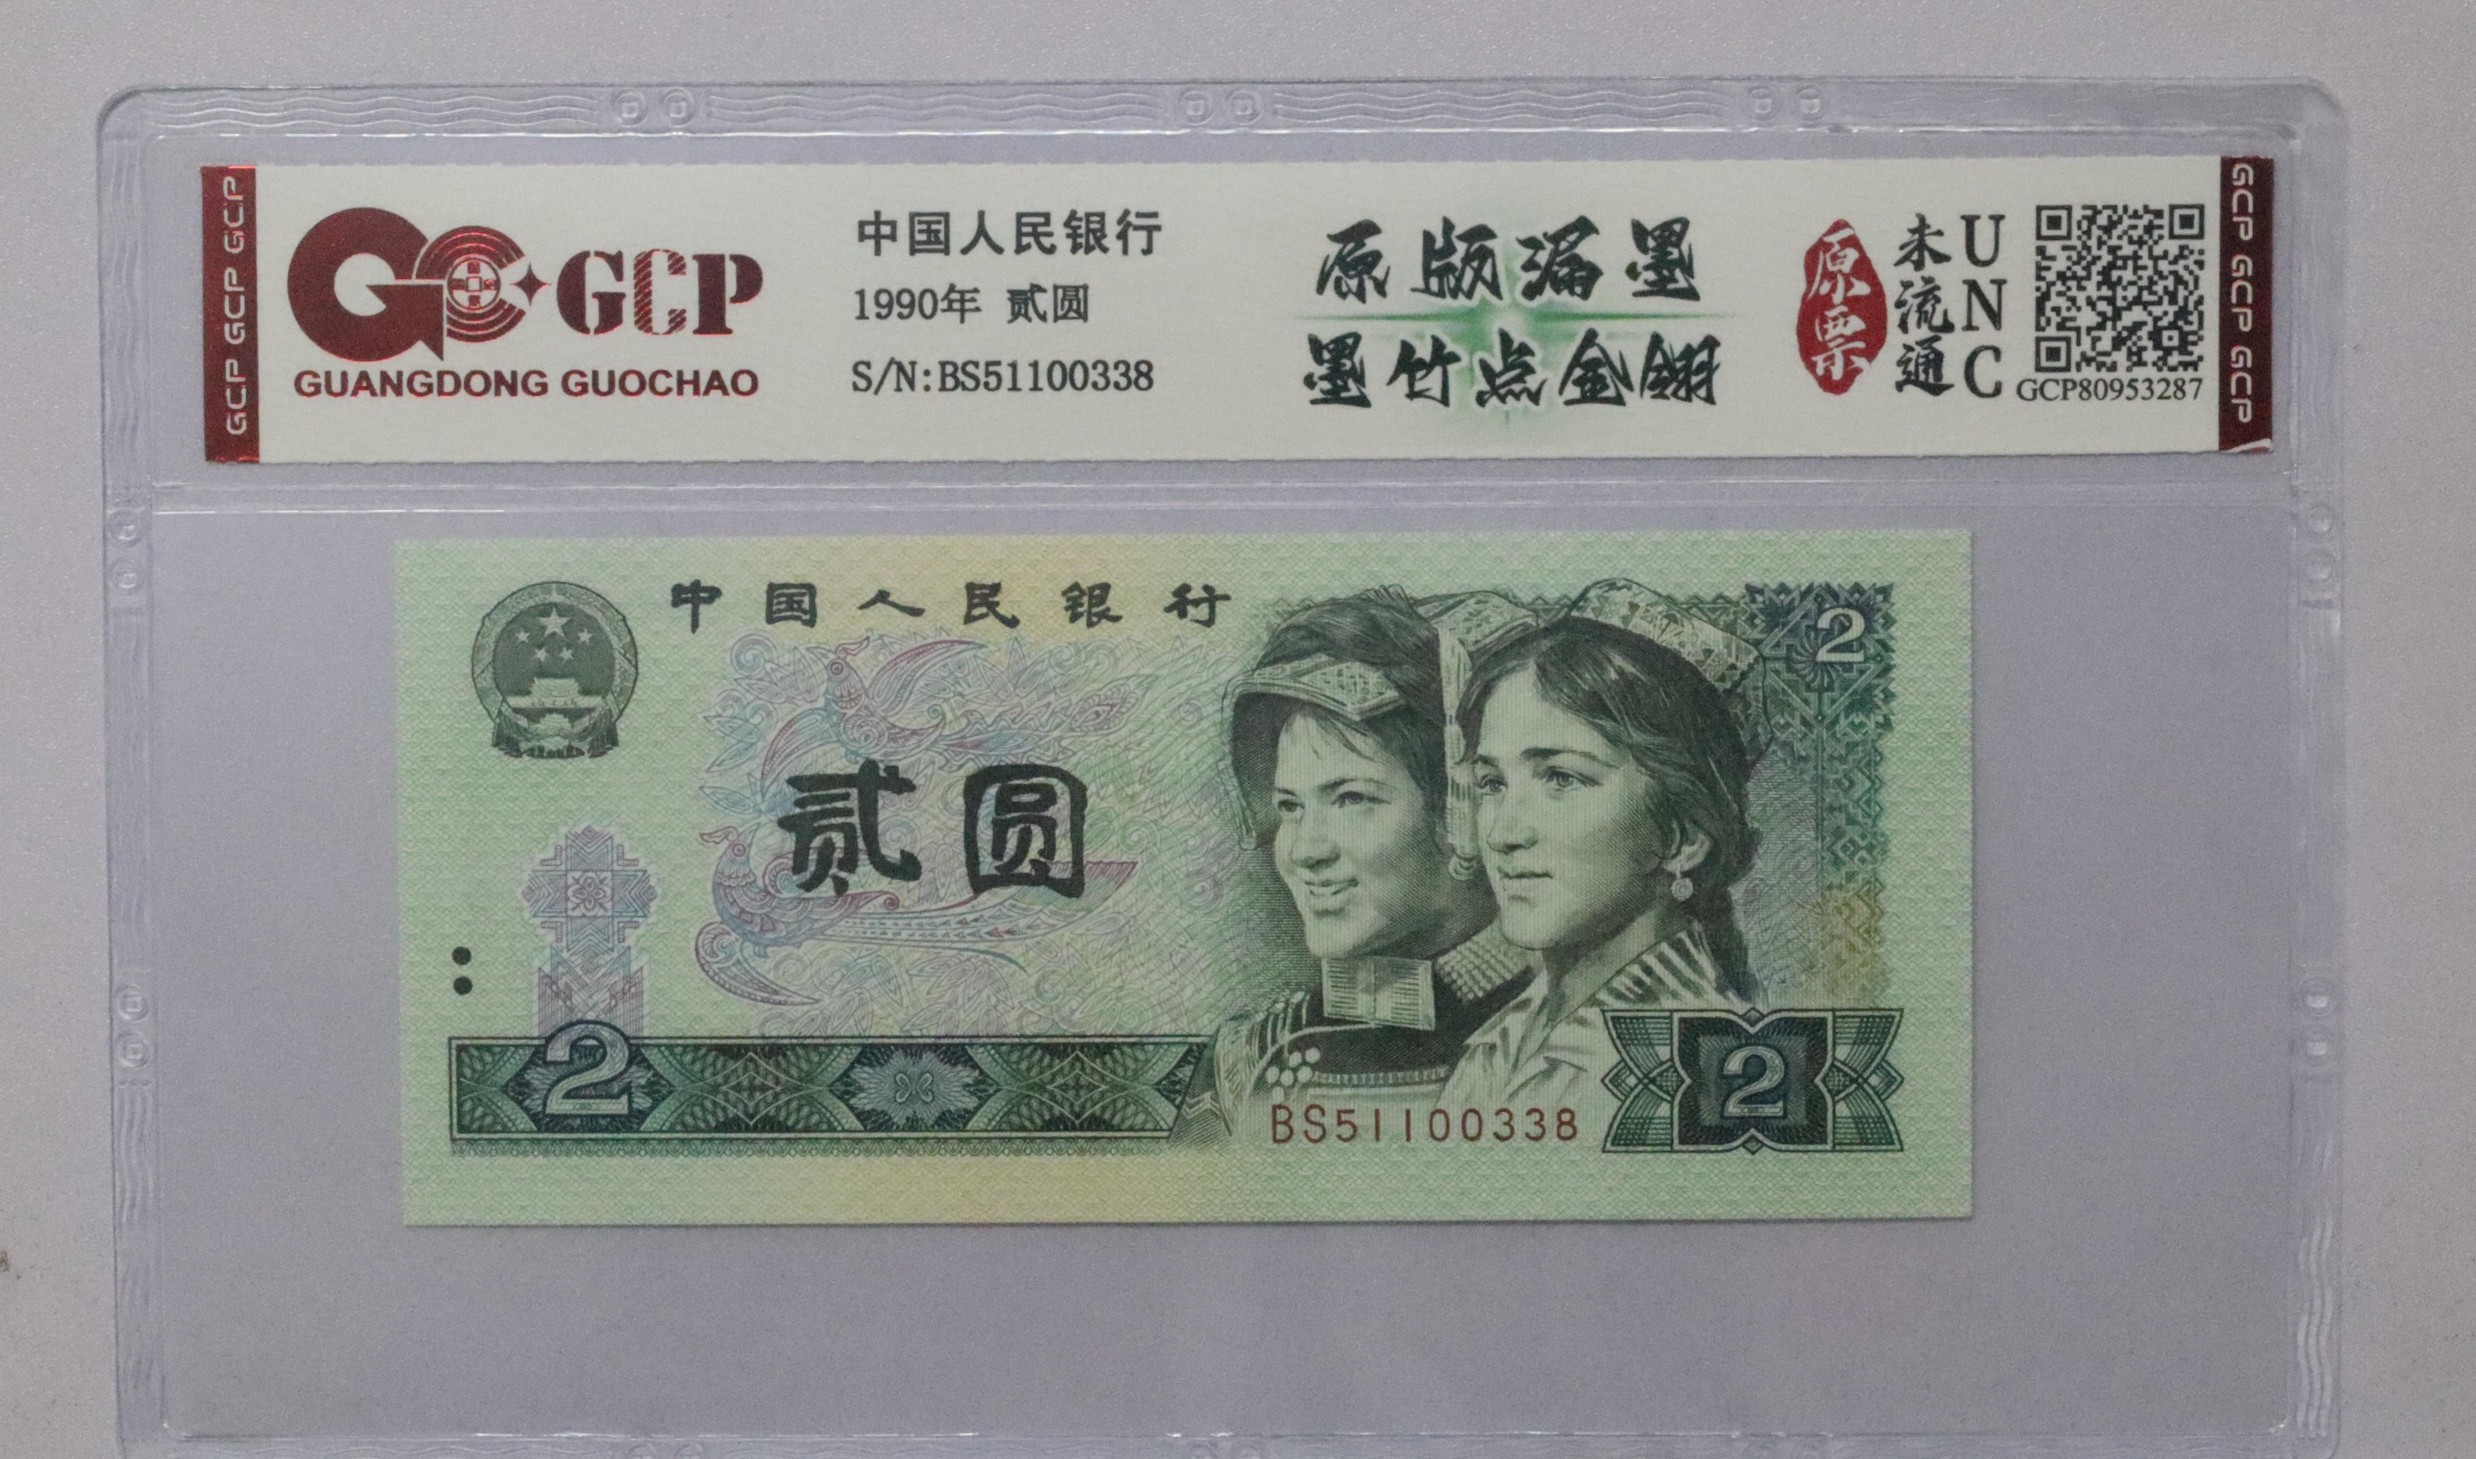 GCP GCP GCP
GCP
GUANGDONG GUOCHAO
中国人民银行
1990年 贰圆
S/N:BS51100338
原版漏墨
墨竹点金翅
原票
未流通
UNC
GCP80953287
GCP GCP GCP
中国人民银行
2
贰圆
2
BS51100338
2